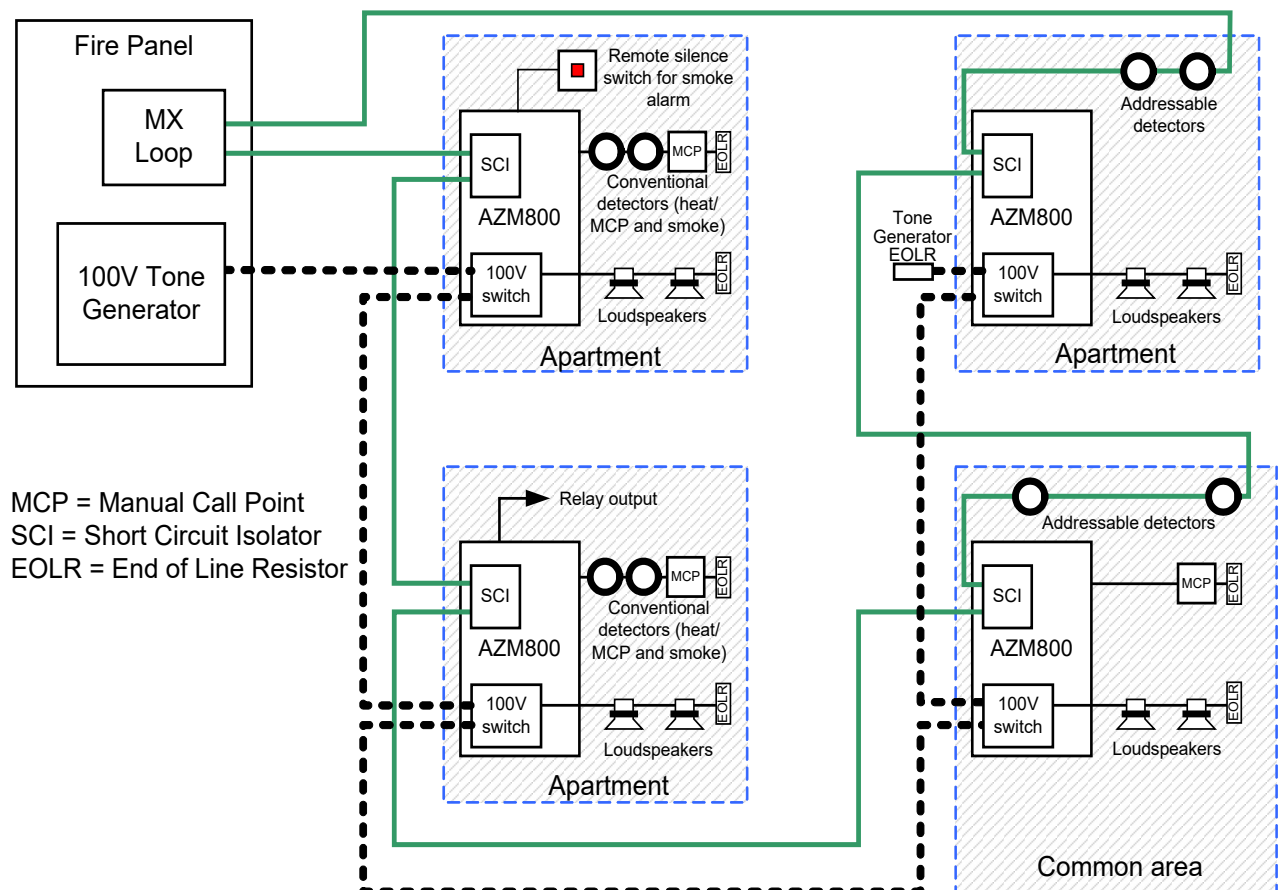 Fire Panel
MX
Loop
100V Tone
Generator
MCP = Manual Call Point
SCI = Short Circuit Isolator
EOLR = End of Line Resistor
Remote silence
switch for smoke
alarm
SCI
AZM800
MCP
EOLR
Conventional
detectors (heat/
MCP and smoke)
100V
switch
EOLR
Loudspeakers
Apartment
Addressable
detectors
SCI
AZM800
Tone
Generator
EOLR
100V
switch
EOLR
Loudspeakers
Apartment
Relay output
SCI
AZM800
MCP
EOLR
Conventional
detectors (heat/
MCP and smoke)
100V
switch
EOLR
Loudspeakers
Apartment
Addressable detectors
SCI
AZM800
MCP
EOLR
100V
switch
EOLR
Loudspeakers
Common area